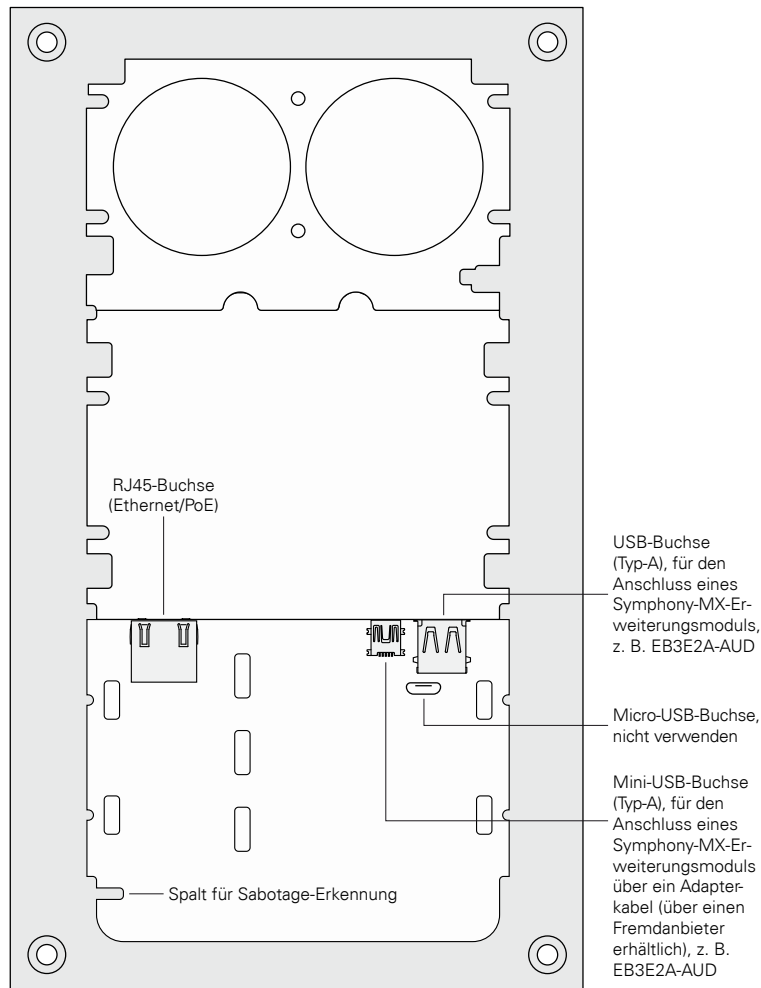 RJ45-Buchse
(Ethernet/PoE)
USB-Buchse
(Typ-A), für den
Anschluss eines
Symphony-MX-Er-
weiterungsmoduls,
z. B. EB3E2A-AUD
Micro-USB-Buchse,
nicht verwenden
Mini-USB-Buchse
(Typ-A), für den
Anschluss eines
Symphony-MX-Er-
weiterungsmoduls
über ein Adapter-
kabel (über einen
Fremdanbieter
erhältlich), z. B.
EB3E2A-AUD
Spalt für Sabotage-Erkennung